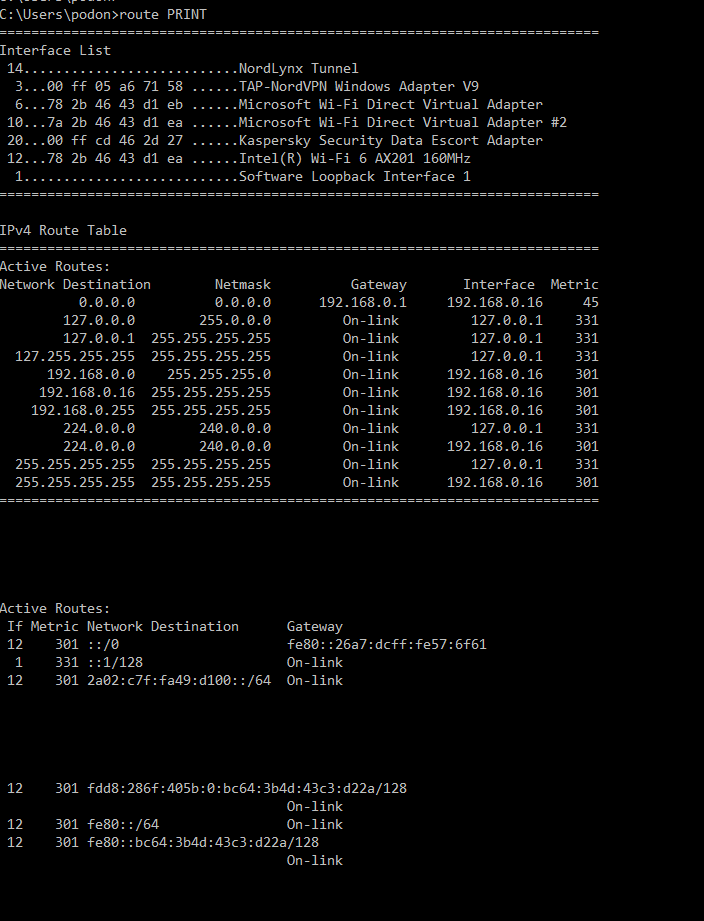 C:\Users\podon>route PRINT
===========================================================================
Interface List
 14...........................NordLynx Tunnel
  3...00 ff 05 a6 71 58 ......TAP-NordVPN Windows Adapter V9
  6...78 2b 46 43 d1 eb ......Microsoft Wi-Fi Direct Virtual Adapter
 10...7a 2b 46 43 d1 ea ......Microsoft Wi-Fi Direct Virtual Adapter #2
 20...00 ff cd 46 2d 27 ......Kaspersky Security Data Escort Adapter
 12...78 2b 46 43 d1 ea ......Intel(R) Wi-Fi 6 AX201 160MHz
  1...........................Software Loopback Interface 1
===========================================================================
IPv4 Route Table
===========================================================================
Active Routes:
Network Destination        Netmask          Gateway       Interface  Metric
          0.0.0.0          0.0.0.0      192.168.0.1     192.168.0.16     45
        127.0.0.0        255.0.0.0         On-link         127.0.0.1    331
        127.0.0.1  255.255.255.255         On-link         127.0.0.1    331
  127.255.255.255  255.255.255.255         On-link         127.0.0.1    331
      192.168.0.0    255.255.255.0         On-link      192.168.0.16    301
     192.168.0.16  255.255.255.255         On-link      192.168.0.16    301
    192.168.0.255  255.255.255.255         On-link      192.168.0.16    301
        224.0.0.0        240.0.0.0         On-link         127.0.0.1    331
        224.0.0.0        240.0.0.0         On-link      192.168.0.16    301
  255.255.255.255  255.255.255.255         On-link         127.0.0.1    331
  255.255.255.255  255.255.255.255         On-link      192.168.0.16    301
===========================================================================
Active Routes:
 If Metric Network Destination      Gateway
 12    301 ::/0                     fe80::26a7:dcff:fe57:6f61
  1    331 ::1/128                  On-link
 12    301 2a02:c7f:fa49:d100::/64  On-link
 12    301 fdd8:286f:405b:0:bc64:3b4d:43c3:d22a/128
                                    On-link
 12    301 fe80::/64                On-link
 12    301 fe80::bc64:3b4d:43c3:d22a/128
                                    On-link